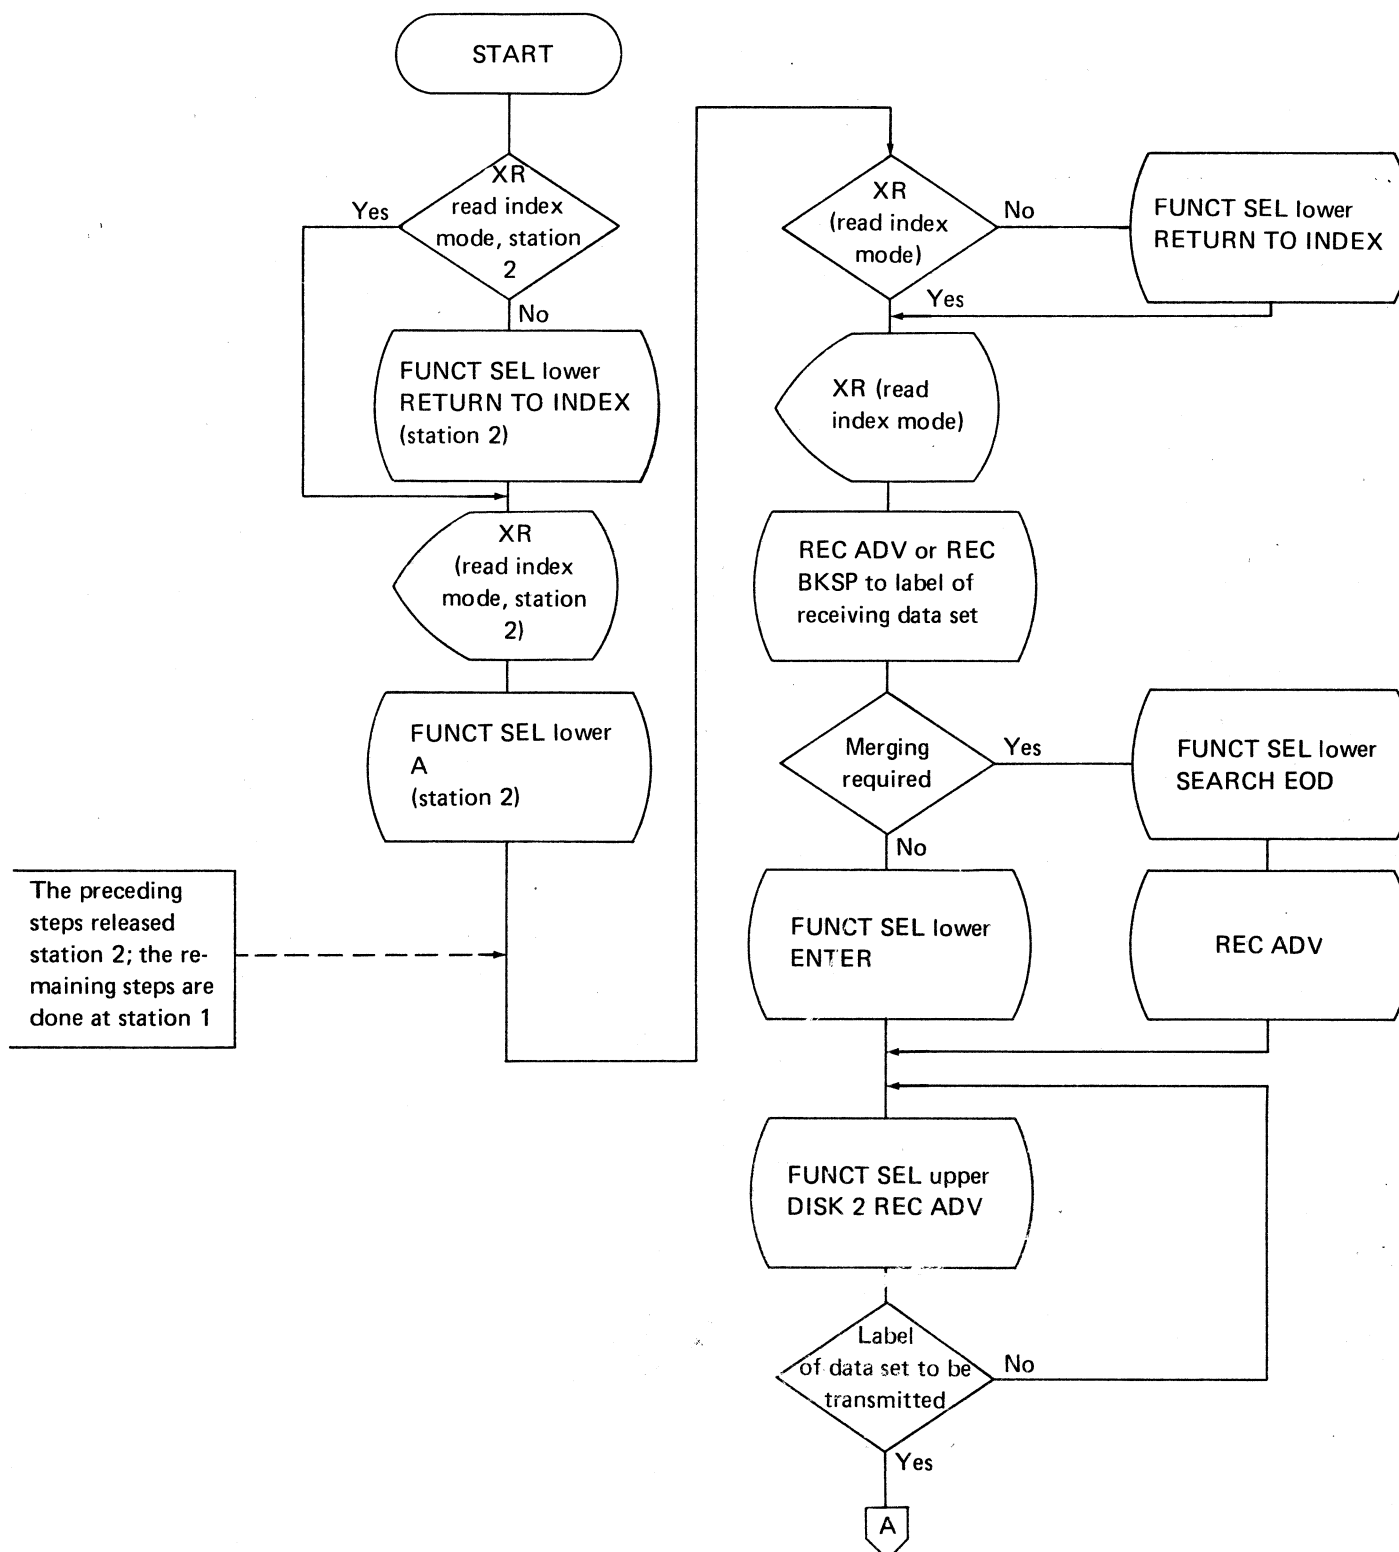 START
XR
read index
mode, station
2
Yes
No
FUNCT SEL lower
RETURN TO INDEX
(station 2)
XR
(read index
mode, station
2)
FUNCT SEL lower
A
(station 2)
The preceding
steps released
station 2; the re-
maining steps are
done at station 1
XR
(read index
mode)
No
FUNCT SEL lower
RETURN TO INDEX
Yes
XR (read
index mode)
REC ADV or REC
BKSP to label of
receiving data set
Merging
required
Yes
FUNCT SEL lower
SEARCH EOD
REC ADV
No
FUNCT SEL lower
ENTER
FUNCT SEL upper
DISK 2 REC ADV
Label
of data set to be
transmitted
No
Yes
A